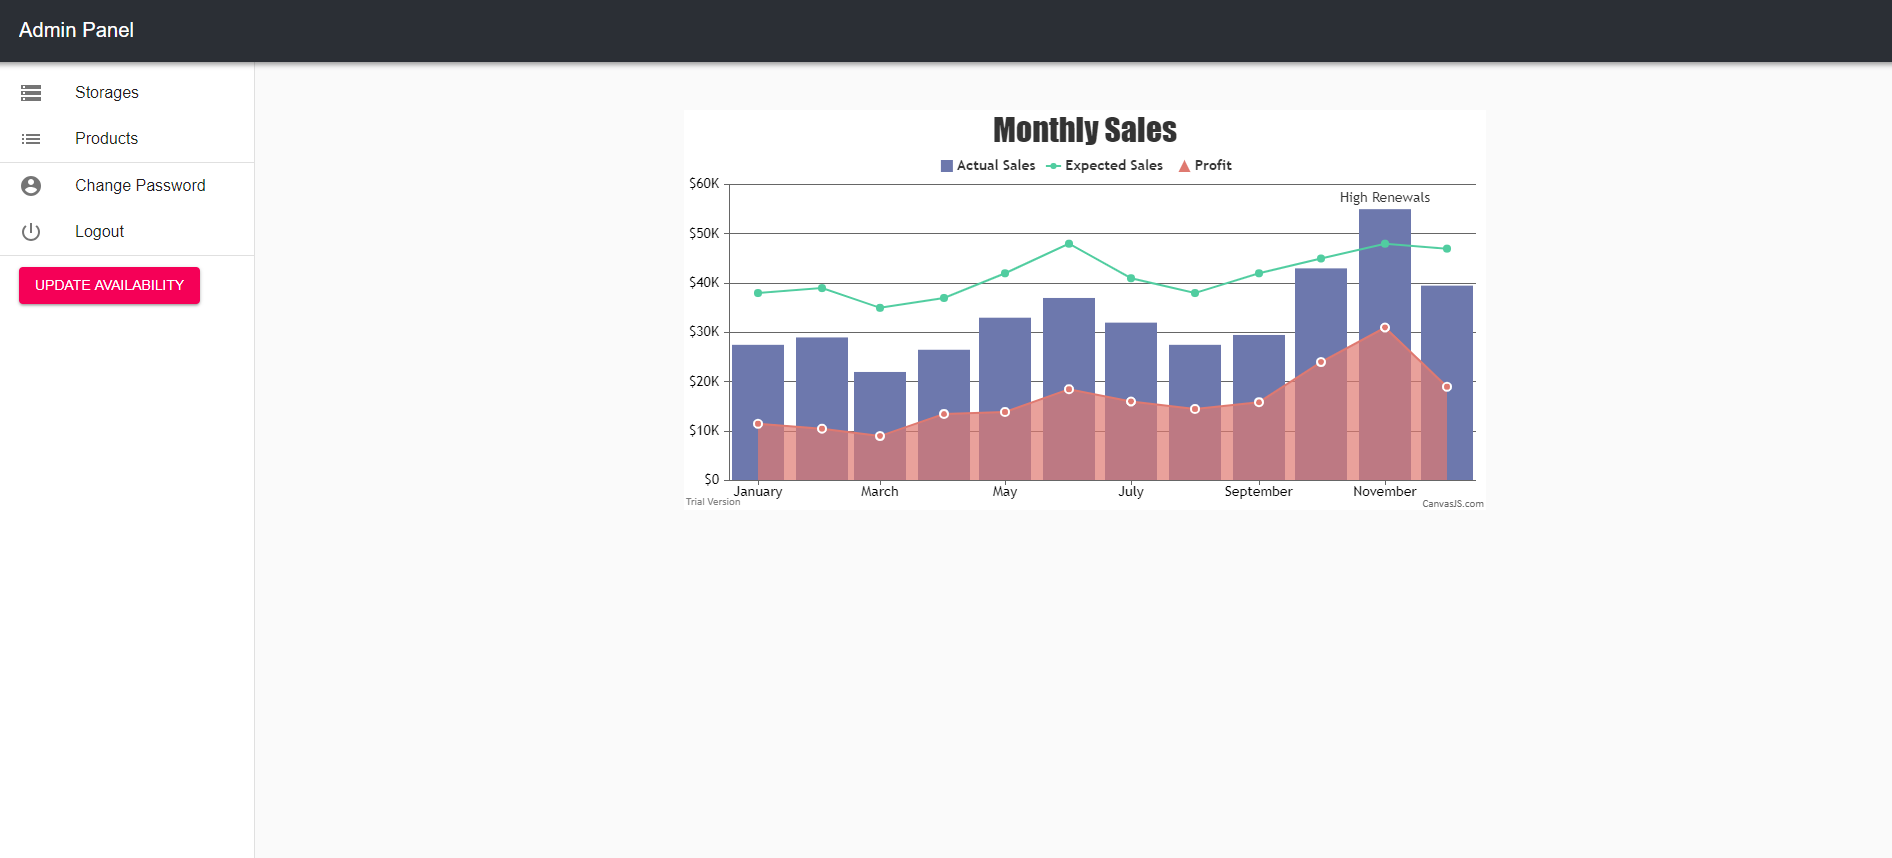 Admin Panel
Storages
Products
Change Password
Logout
UPDATE AVAILABILITY
Monthly Sales
Actual Sales Expected Sales Profit
$60K
High Renewals
$50K
$40K
$30K
$20K
$10K
$0
January March May July September November
Trial Version
CanvasJS.com